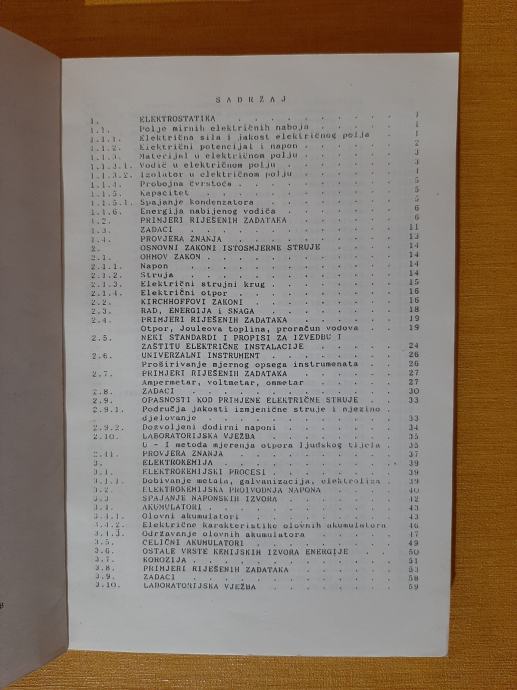 SADRŽAJ
1. ELEKTROSTATIKA . . . . . . . . . 1
1.1. Polje mirnih električnih naboja . . . . . . 1
1.1.1. Električna sila i jakost električnog polja . . . . 1
1.1.2. Električni potencijal i napon . . . . . . . 2
1.1.3. Materijal u električnom polju . . . . . . . 3
1.1.3.1. Vodič u električnom polju . . . . . . . 3
1.1.3.2. Izolator u električnom polju . . . . . . .
1.1.4. Probojna čvrstoća . . . . . . . . . 5
1.1.5. Kapacitet . . . . . . . . . . 5
1.1.5.1. Spajanje kondenzatora . . . . . . . . 5
1.1.6. Energija nabijenog vodiča . . . . . . . 6
1.2. PRIMJERI RIJEŠENIH ZADATAKA . . . . . . . 6
1.3. ZADACI . . . . . . . . . . 11
1.4. PROVJERA ZNANJA . . . . . . . . . 13
2. OSNOVNI ZAKONI ISTOSMJERNE STRUJE . . . . . 14
2.1. OHMOV ZAKON . . . . . . . . . 14
2.1.1. Napon . . . . . . . . . . 14
2.1.2. Struja . . . . . . . . . . 14
2.1.3. Električni strujni krug . . . . . . . . 15
2.1.4. Električni otpor . . . . . . . . . 16
2.2. KIRCHHOFFOVI ZAKONI . . . . . . . . 16
2.3. RAD, ENERGIJA i SNAGA . . . . . . . . 18
2.4. PRIMJERI RIJEŠENIH ZADATAKA . . . . . . . 19
Otpor, Jouleova toplina, proračun vodova . . . . 19
2.5. NEKI STANDARDI I PROPISI ZA IZVEDBU I
ZAŠTITU ELEKTRIČNE INSTALACIJE . . . . . . 24
2.6. UNIVERZALNI INSTRUMENT . . . . . . . 26
Proširivanje mjernog opsega instrumenata . . . . 26
2.7. PRIMJERI RIJEŠENIH ZADATAKA . . . . . . . 27
Ampermetar, voltmetar, ommetar . . . . . . 27
2.8. ZADACI . . . . . . . . . . 30
2.9. OPASNOSTI KOD PRIMJENE ELEKTRIČNE STRUJE . . . 33
2.9.1. Područja jakosti izmjenične struje i njezino
djelovanje . . . . . . . . . . 33
2.9.2. Dozvoljeni dodirni naponi . . . . . . . 34
2.10. LABORATORIJSKA VJEŽBA . . . . . . . . 35
U - I metoda mjerenja otpora ljudskog tijela . . . 35
2.11. PROVJERA ZNANJA . . . . . . . . . 37
3. ELEKTROKEMIJA . . . . . . . . . 39
3.1. ELEKTROKEMIJSKI PROCESI . . . . . . . 39
3.1.1. Dobivanje metala, galvanizacija, elektroliza . . . 39
3.2. ELEKTROKEMIJSKA PROIVODNJA NAPONA . . . . . 40
3.3. SPAJANJE NAPONSKIH IZVORA . . . . . . . 42
3.4. AKUMULATORI . . . . . . . . . 43
3.4.1. Olovni akumulatori . . . . . . . . 43
3.4.2. Električne karakteristike olovnih akumulatora . . 46
3.4.3. Održavanje olovnih akumulatora . . . . . . 47
3.5. ČELIČNI AKUMULATORI . . . . . . . . 49
3.6. OSTALE VRSTE KEMIJSKIH IZVORA ENERGIJE . . . . 50
3.7. KOROZIJA . . . . . . . . . . 51
3.8. PRIMJERI RIJEŠENIH ZADATAKA . . . . . . . 53
3.9. ZADACI . . . . . . . . . . 58
3.10. LABORATORIJSKA VJEŽBA . . . . . . . . 59